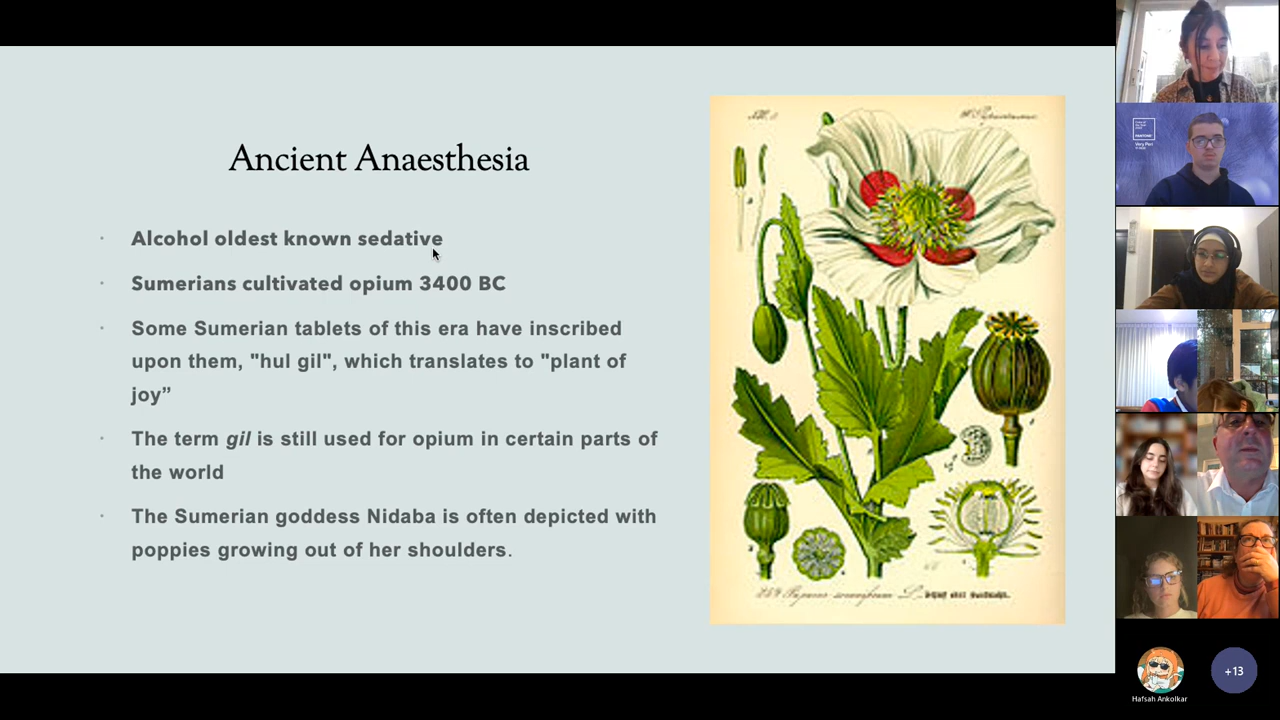 Ancient Anaesthesia
• Alcohol oldest known sedative
• Sumerians cultivated opium 3400 BC
• Some Sumerian tablets of this era have inscribed
upon them, "hul gil", which translates to "plant of
joy”
• The term gil is still used for opium in certain parts of
the world
• The Sumerian goddess Nidaba is often depicted with
poppies growing out of her shoulders.
PANTONE
Very Peri
Hafsah Ankolkar
+13